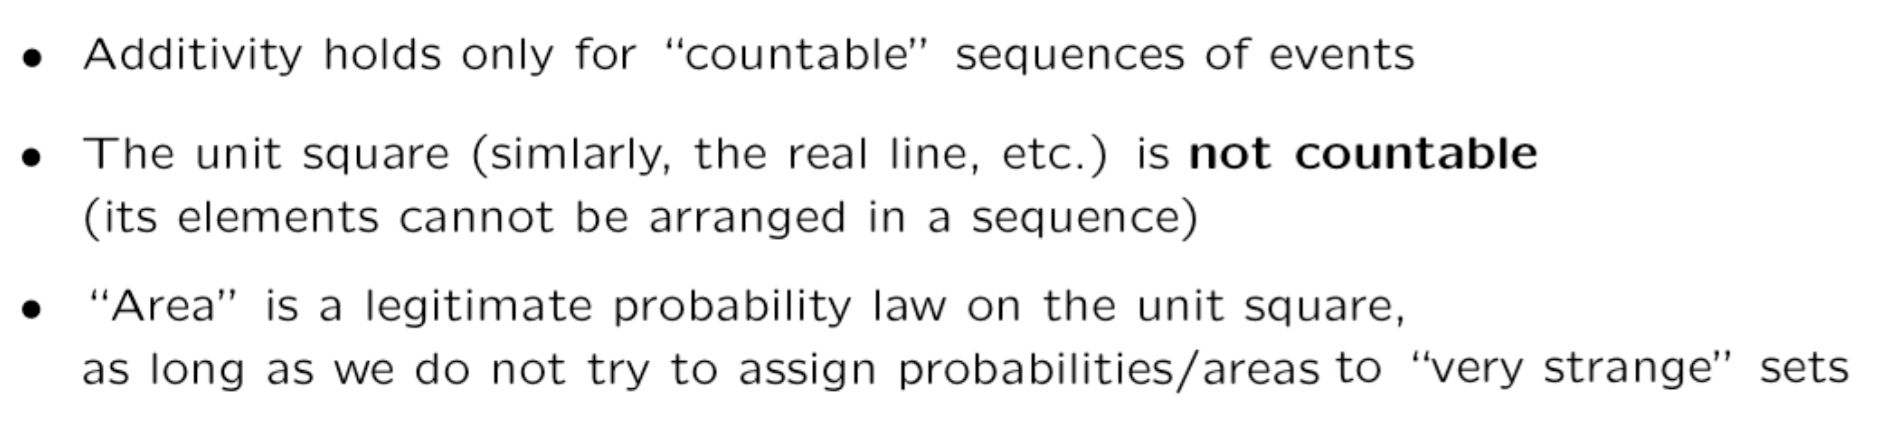 • Additivity holds only for “countable” sequences of events
• The unit square (simlarly, the real line, etc.) is not countable
(its elements cannot be arranged in a sequence)
• “Area” is a legitimate probability law on the unit square,
as long as we do not try to assign probabilities/areas to “very strange” sets